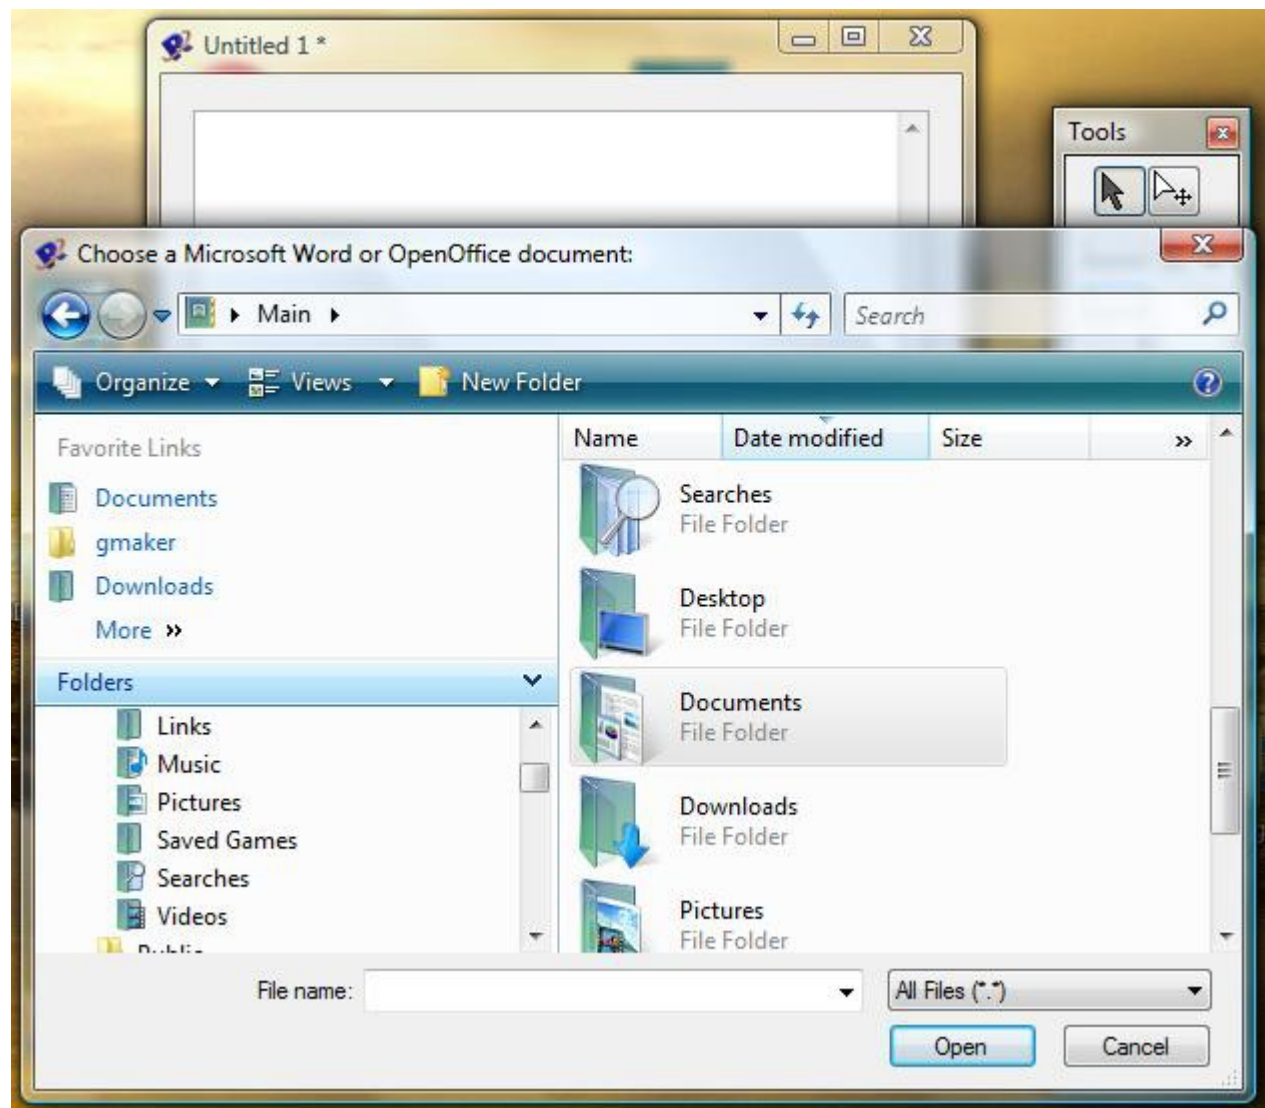 Untitled 1 *
Tools
Choose a Microsoft Word or OpenOffice document:
Main
Search
Organize
Views
New Folder
Favorite Links
Documents
gmaker
Downloads
More »
Folders
Links
Music
Pictures
Saved Games
Searches
Videos
Public
Name Date modified Size »
Searches
File Folder
Desktop
File Folder
Documents
File Folder
Downloads
File Folder
Pictures
File Folder
File name:
All Files (*.*)
Open
Cancel